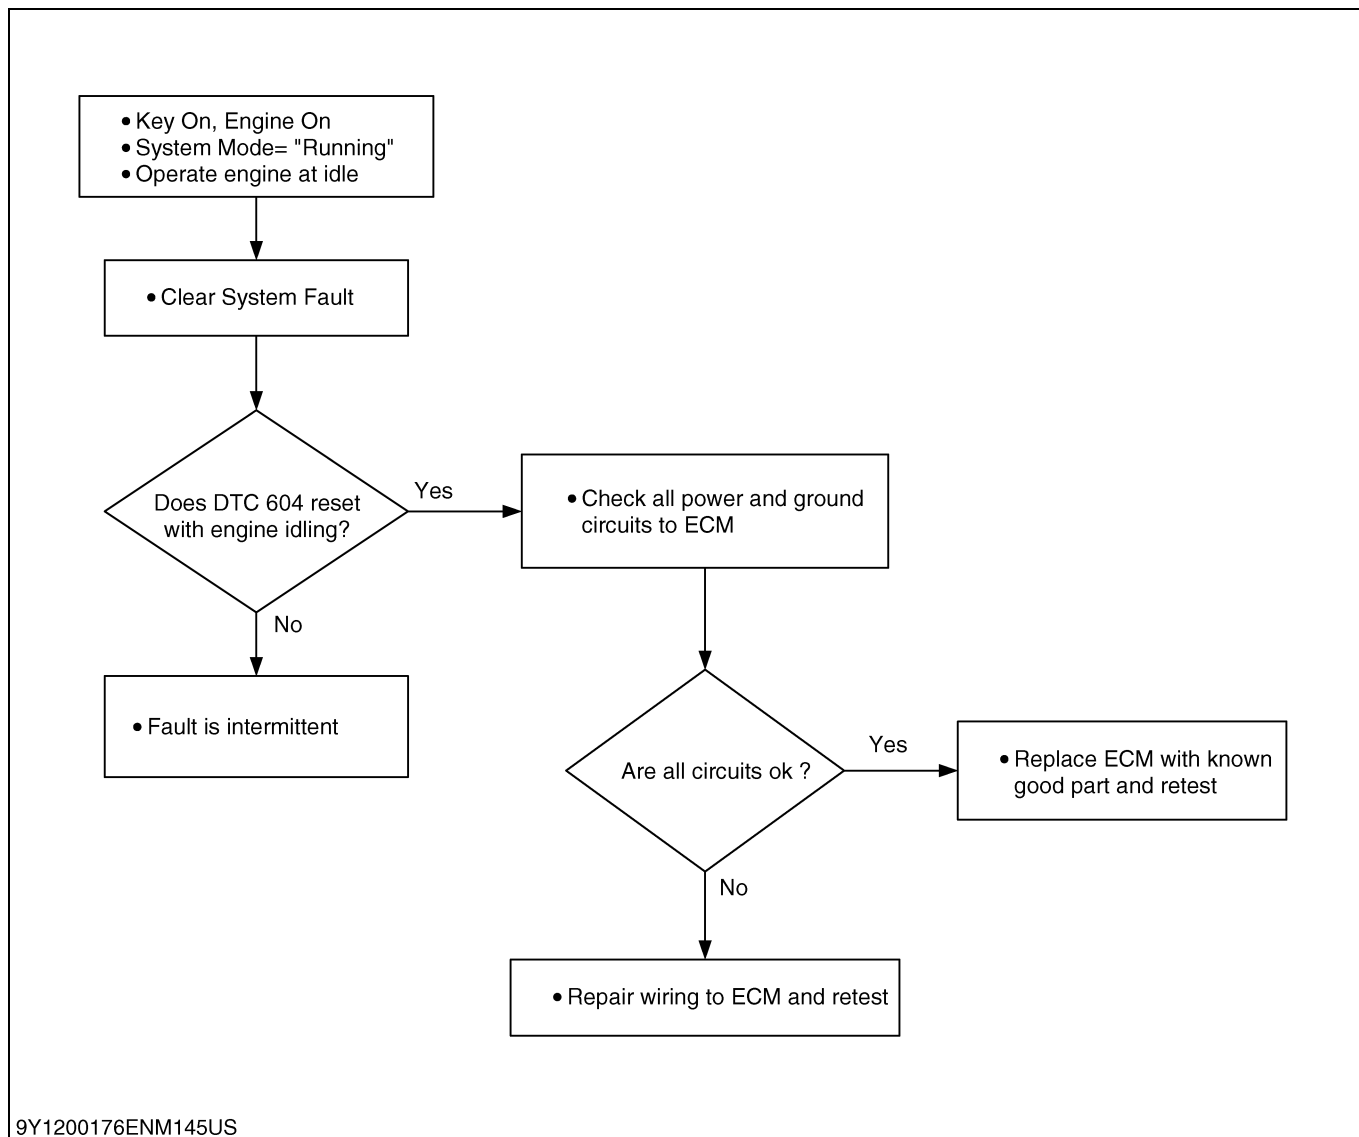 • Key On, Engine On
• System Mode= "Running"
• Operate engine at idle
• Clear System Fault
Does DTC 604 reset
with engine idling?
Yes
• Check all power and ground
circuits to ECM
No
• Fault is intermittent
Are all circuits ok ?
Yes
• Replace ECM with known
good part and retest
No
• Repair wiring to ECM and retest
9Y1200176ENM145US